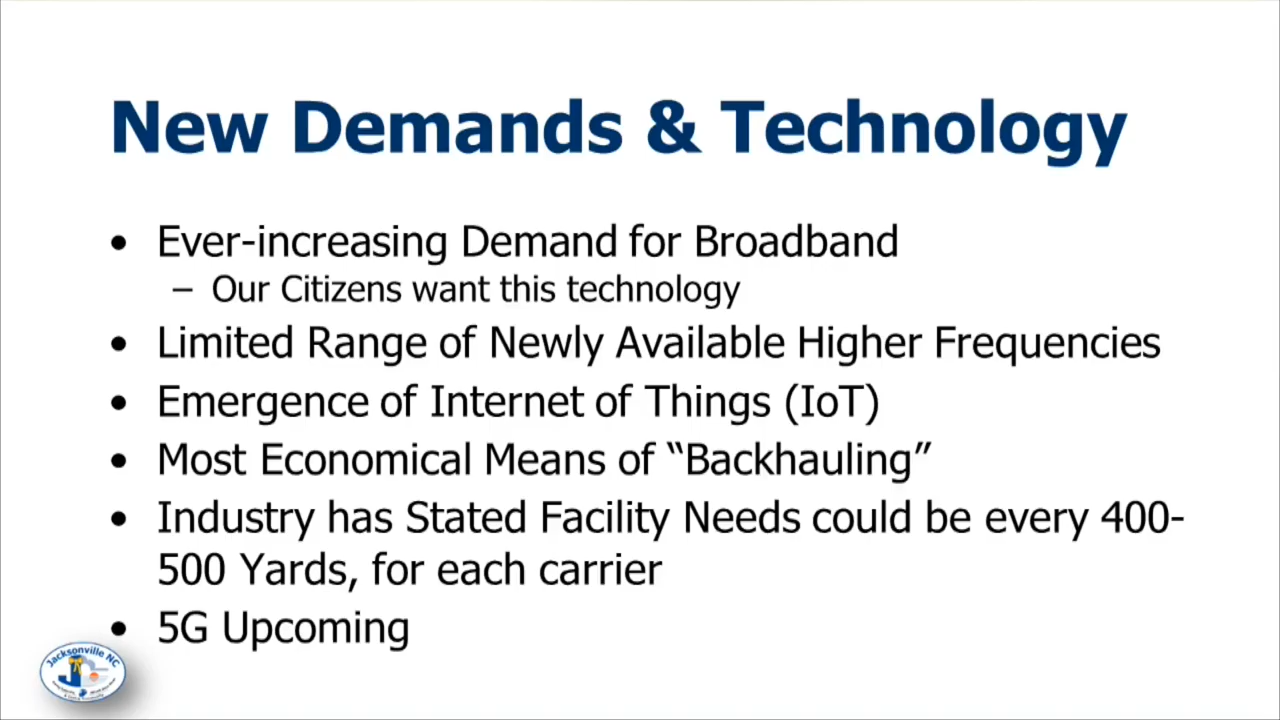 New Demands & Technology
• Ever-increasing Demand for Broadband
– Our Citizens want this technology
• Limited Range of Newly Available Higher Frequencies
• Emergence of Internet of Things (IoT)
• Most Economical Means of “Backhauling”
• Industry has Stated Facility Needs could be every 400-
500 Yards, for each carrier
• 5G Upcoming
Jacksonville NC